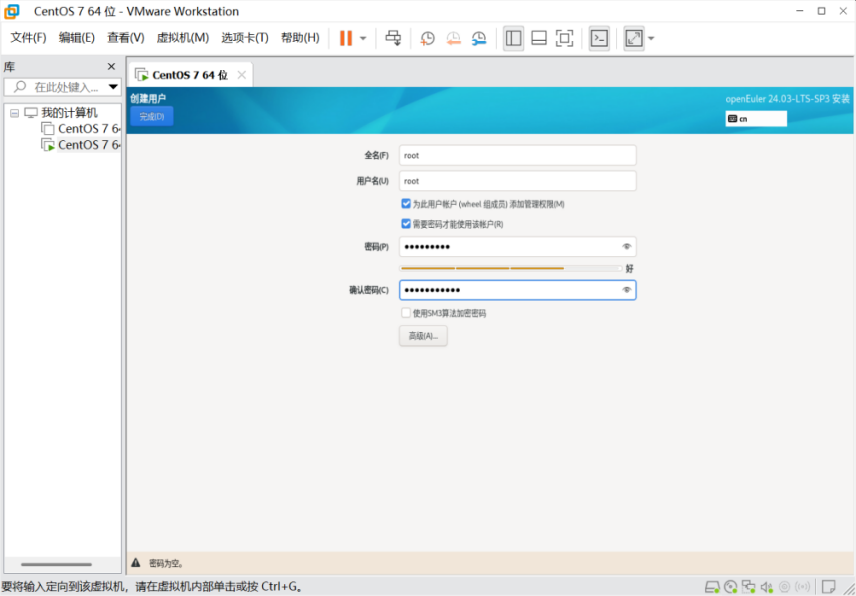 CentOS 7 64 位 - VMware Workstation
文件(F) 编辑(E) 查看(V) 虚拟机(M) 选项卡(T) 帮助(H)
库
CentOS 7 64 位
在此处键入...
创建用户
openEuler 24.03-LTS-SP3 安装
完成(D)
cn
我的计算机
CentOS 7 64
CentOS 7 64
全名(F) root
用户名(U) root
为此用户帐户 (wheel 组成员) 添加管理权限(M)
需要密码才能使用该帐户(R)
密码(P) •••••••••
好
确认密码(C) •••••••••••
使用SM3算法加密密码
高级(A)...
密码为空。
要将输入定向到该虚拟机，请在虚拟机内部单击或按 Ctrl+G。